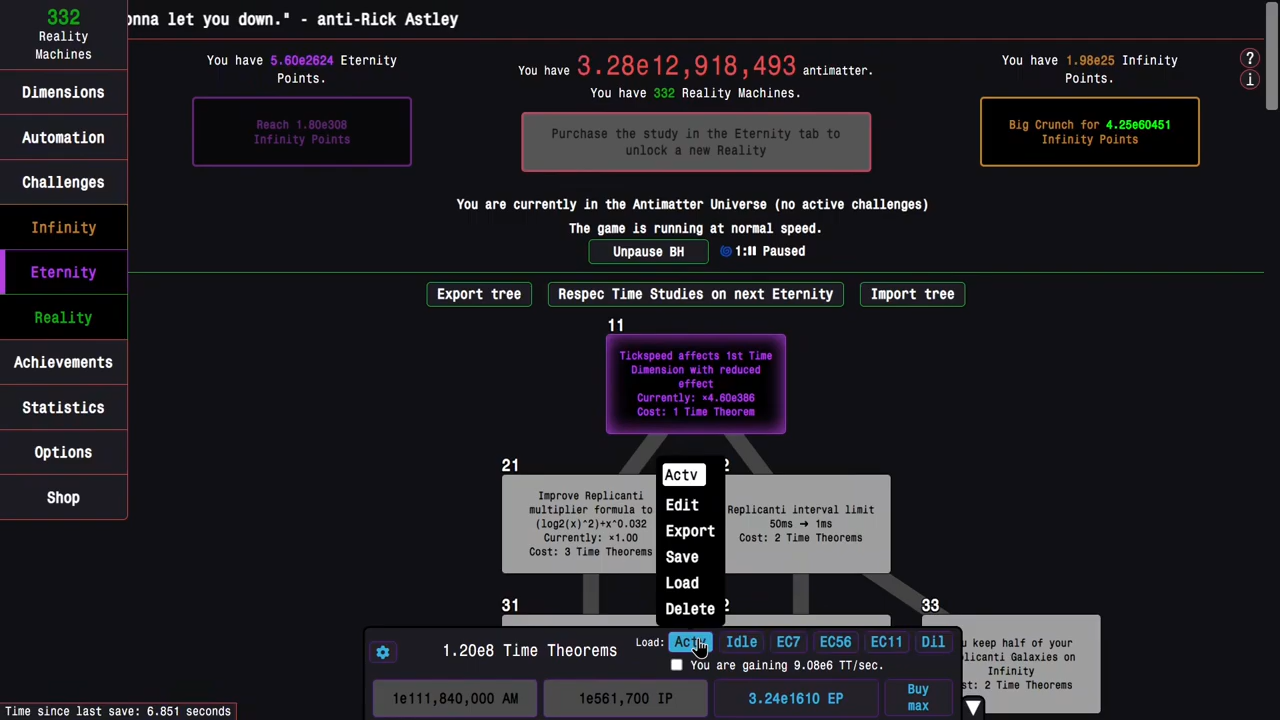 332
Reality
Machines
Dimensions
Automation
Challenges
Infinity
Eternity
Reality
Achievements
Statistics
Options
Shop
onna let you down." - anti-Rick Astley
You have 5.60e2624 Eternity
Points.
Reach 1.80e308
Infinity Points
You have 3.28e12,918,493 antimatter.
You have 332 Reality Machines.
Purchase the study in the Eternity tab to
unlock a new Reality
You have 1.98e25 Infinity
Points.
Big Crunch for 4.25e60451
Infinity Points
?
i
You are currently in the Antimatter Universe (no active challenges)
The game is running at normal speed.
Unpause BH
1: Paused
Export tree
Respec Time Studies on next Eternity
Import tree
11
Tickspeed affects 1st Time
Dimension with reduced
effect
Currently: ×4.60e386
Cost: 1 Time Theorem
21
Improve Replicanti
multiplier formula to
(log2(x)^2)+x^0.032
Currently: ×1.00
Cost: 3 Time Theorems
2
Replicanti interval limit
50ms → 1ms
Cost: 2 Time Theorems
Actv
Edit
Export
Save
Load
Delete
31
2
33
keep half of your
plicanti Galaxies on
Infinity
st: 2 Time Theorems
1.20e8 Time Theorems
Load:
Actv
Idle
EC7
EC56
EC11
Dil
You are gaining 9.08e6 TT/sec.
1e111,840,000 AM
1e561,700 IP
3.24e1610 EP
Buy
max
Time since last save: 6.851 seconds